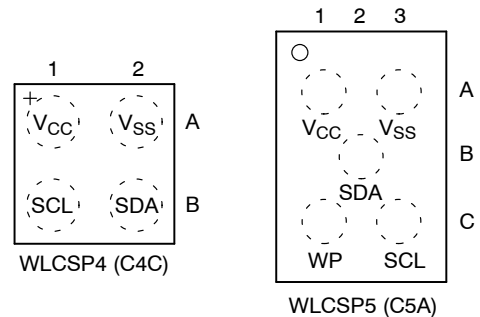 1 2
+
VCC VSS A
SCL SDA B
WLCSP4 (C4C)
1 2 3
A
VCC VSS
B
SDA
C
WP SCL
WLCSP5 (C5A)